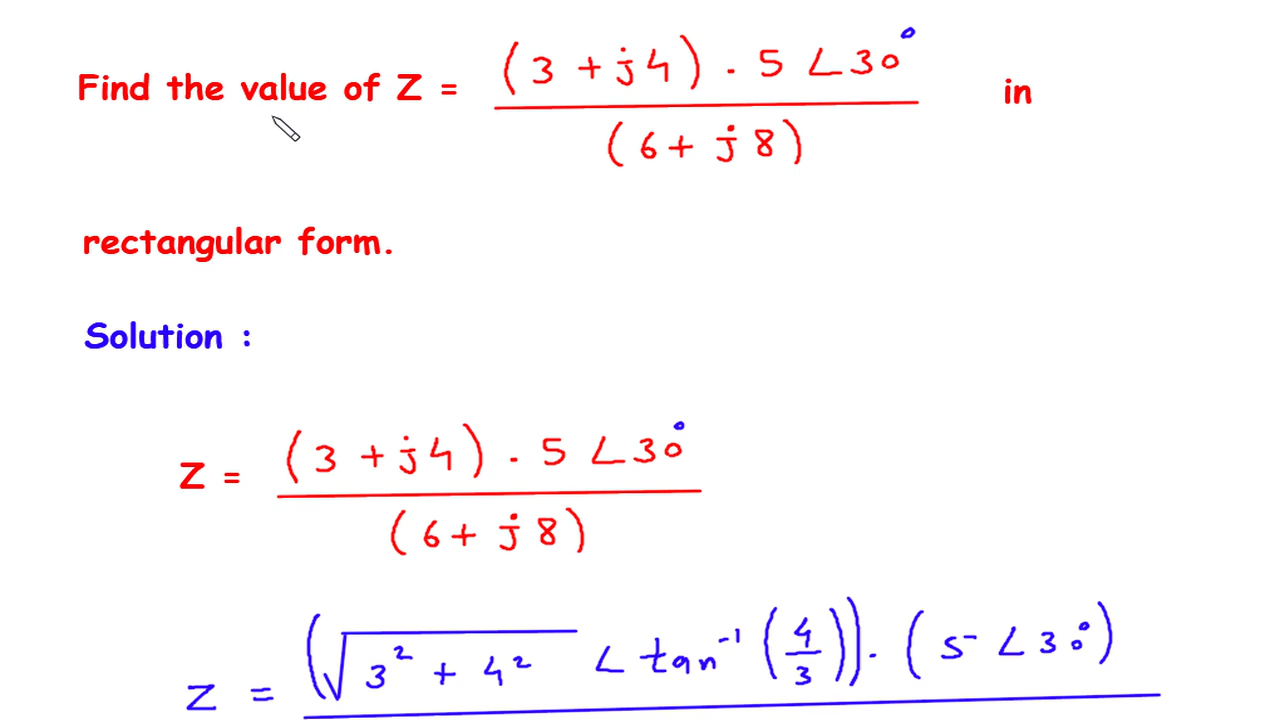 Find the value of Z = (3 + j4) . 5 ∠30° / (6 + j8) in
rectangular form.
Solution :
Z = (3 + j4) . 5 ∠30° / (6 + j8)
Z = (√3² + 4² ∠ tan⁻¹ (4/3)) . (5 ∠30°)